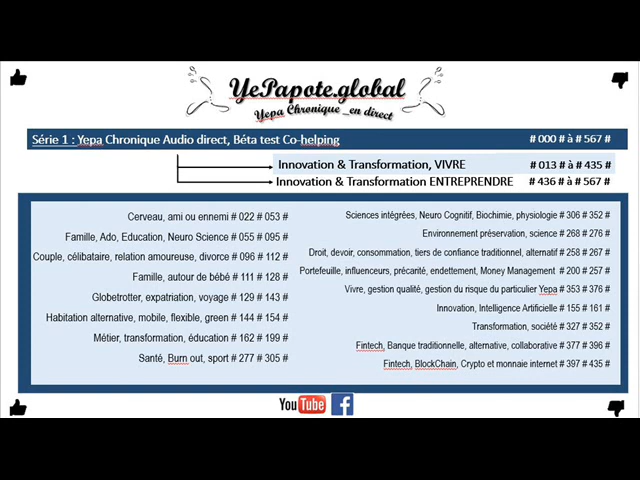 YePapote.global
Yepa Chronique _en direct
Série 1 : Yepa Chronique Audio direct, Béta test Co-helping # 000 # à # 567 #
Innovation & Transformation, VIVRE # 013 # à # 435 #
Innovation & Transformation ENTREPRENDRE # 436 # à # 567 #
Cerveau, ami ou ennemi # 022 # 053 #
Famille, Ado, Education, Neuro Science # 055 # 095 #
Couple, célibataire, relation amoureuse, divorce # 096 # 112 #
Famille, autour de bébé # 111 # 128 #
Globetrotter, expatriation, voyage # 129 # 143 #
Habitation alternative, mobile, flexible, green # 144 # 154 #
Métier, transformation, éducation # 162 # 199 #
Santé, Burn out, sport # 277 # 305 #
Sciences intégrées, Neuro Cognitif, Biochimie, physiologie # 306 # 352 #
Environnement préservation, science # 268 # 276 #
Droit, devoir, consommation, tiers de confiance traditionnel, alternatif # 258 # 267 #
Portefeuille, influenceurs, précarité, endettement, Money Management # 200 # 257 #
Vivre, gestion qualité, gestion du risque du particulier Yepa # 353 # 376 #
Innovation, Intelligence Artificielle # 155 # 161 #
Transformation, société # 327 # 352 #
Fintech, Banque traditionnelle, alternative, collaborative # 377 # 396 #
Fintech, BlockChain, Crypto et monnaie internet # 397 # 435 #
YouTube f